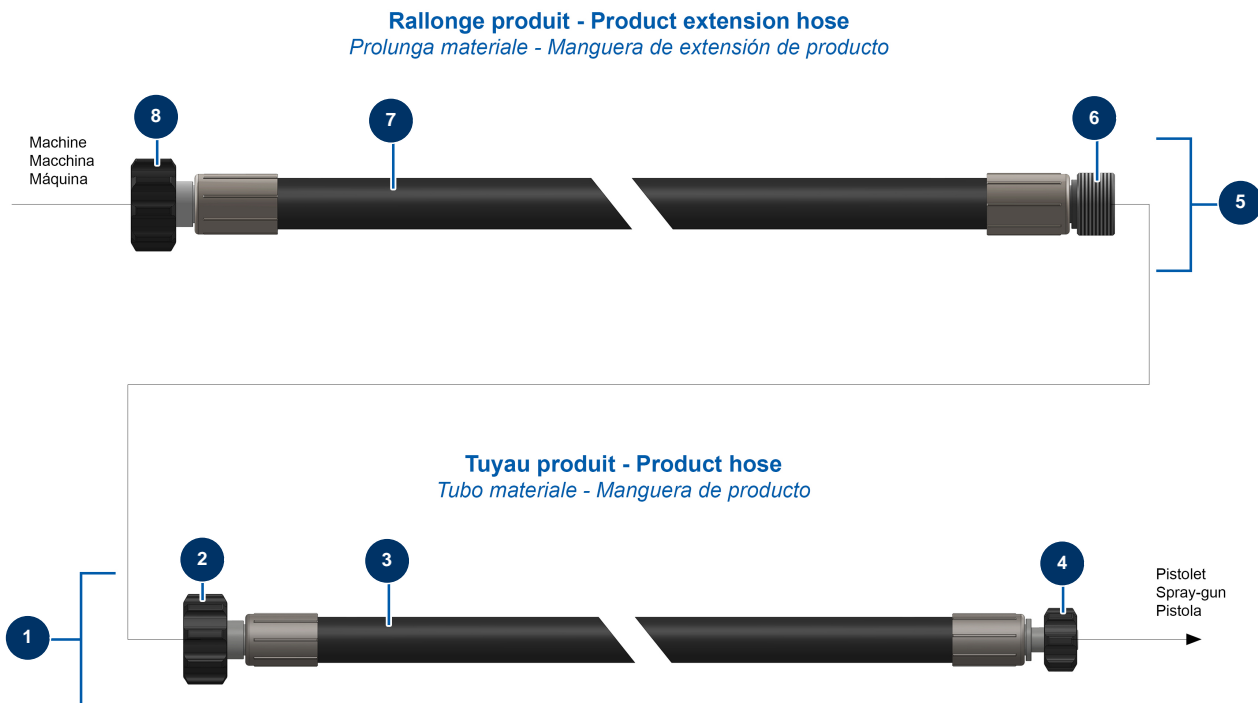 Rallonge produit - Product extension hose
Prolunga materiale - Manguera de extensión de producto
8
7
6
Machine
Macchina
Máquina
5
Tuyau produit - Product hose
Tubo materiale - Manguera de producto
2
3
4
Pistolet
Spray-gun
Pistola
1